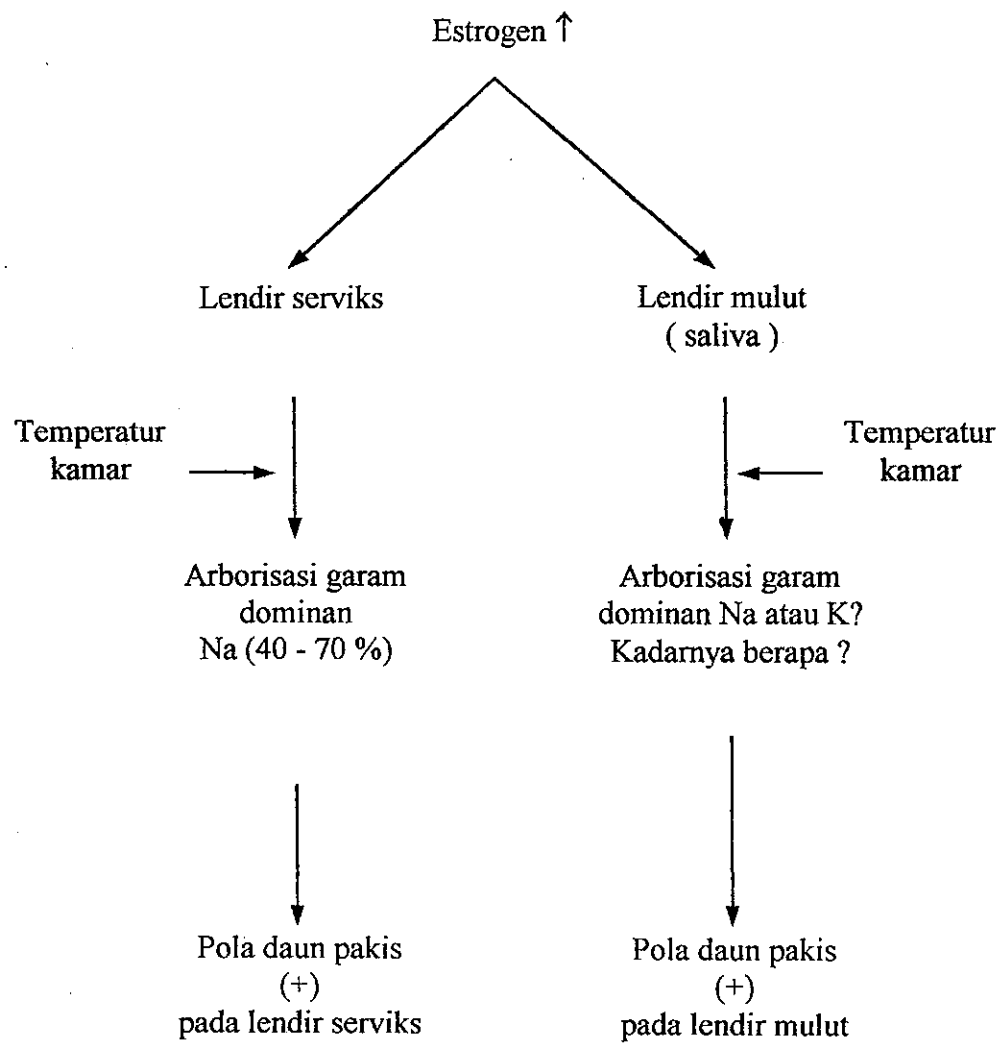 Estrogen ↑
Lendir serviks
Lendir mulut
( saliva )
Temperatur
kamar
Temperatur
kamar
Arborisasi garam
dominan
Na (40 - 70 %)
Arborisasi garam
dominan Na atau K?
Kadarnya berapa ?
Pola daun pakis
(+)
pada lendir serviks
Pola daun pakis
(+)
pada lendir mulut